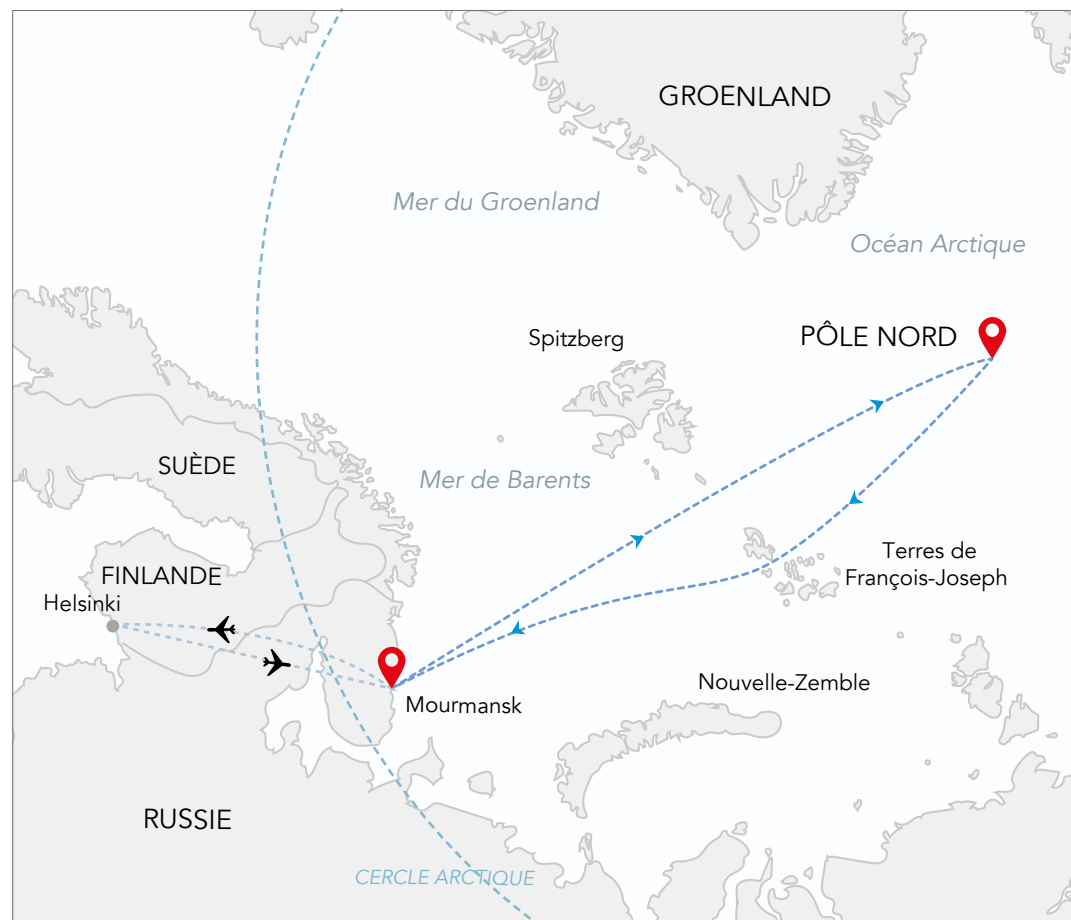 GROENLAND
Mer du Groenland
Océan Arctique
PÔLE NORD
Spitzberg
SUÈDE
Mer de Barents
Terres de
François-Joseph
FINLANDE
Helsinki
Nouvelle-Zemble
Mourmansk
RUSSIE
CERCLE ARCTIQUE